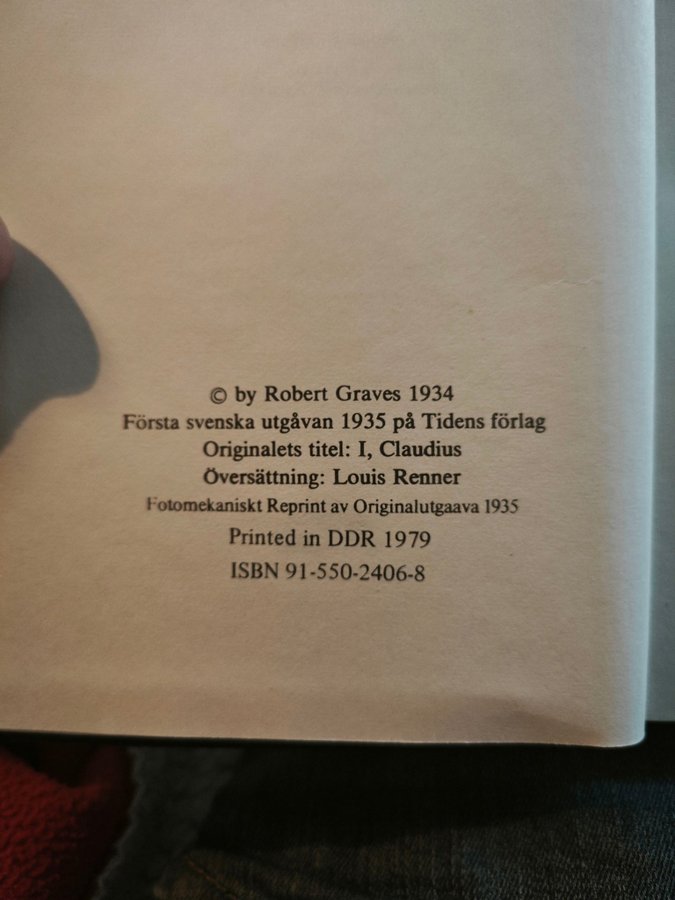 © by Robert Graves 1934
Första svenska utgåvan 1935 på Tidens förlag
Originalets titel: I, Claudius
Översättning: Louis Renner
Fotomekaniskt Reprint av Originalutgaava 1935
Printed in DDR 1979
ISBN 91-550-2406-8